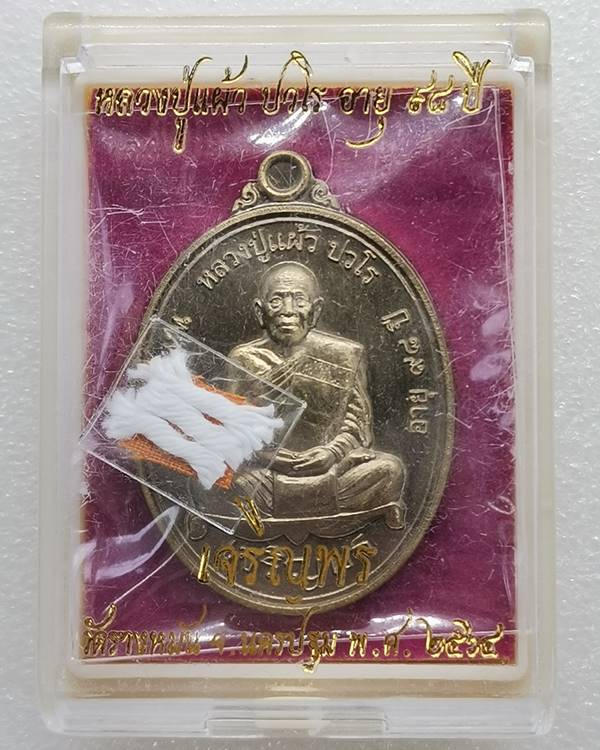 หลวงปู่แผ้ว ปวโร อายุ ๙๘ ปี
หลวงปู่แผ้ว ปวโร
อายุ ๙๘ ปี
เจริญพร
วัดรางหมัน จ.นครปฐม พ.ศ. ๒๕๖๔